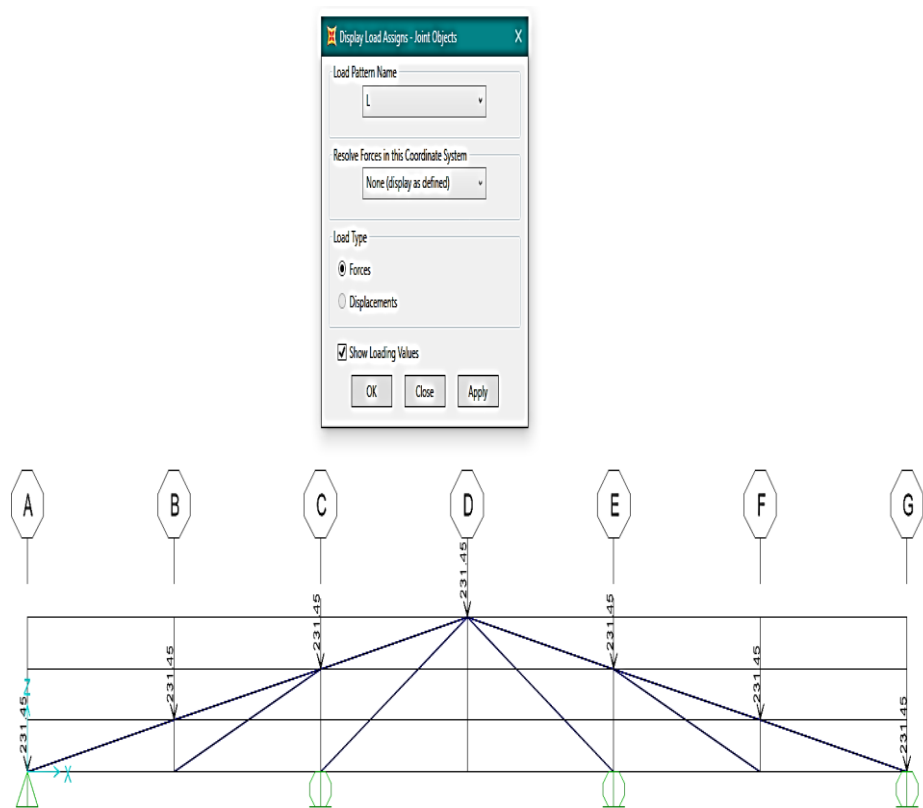 Display Load Assigns - Joint Objects
X
Load Pattern Name
L
Resolve Forces in this Coordinate System
None (display as defined)
Load Type
Forces
Displacements
Show Loading Values
OK Close Apply
A B C D E F G
231.45
231.45
231.45
231.45
231.45
231.45
231.45
Z
X